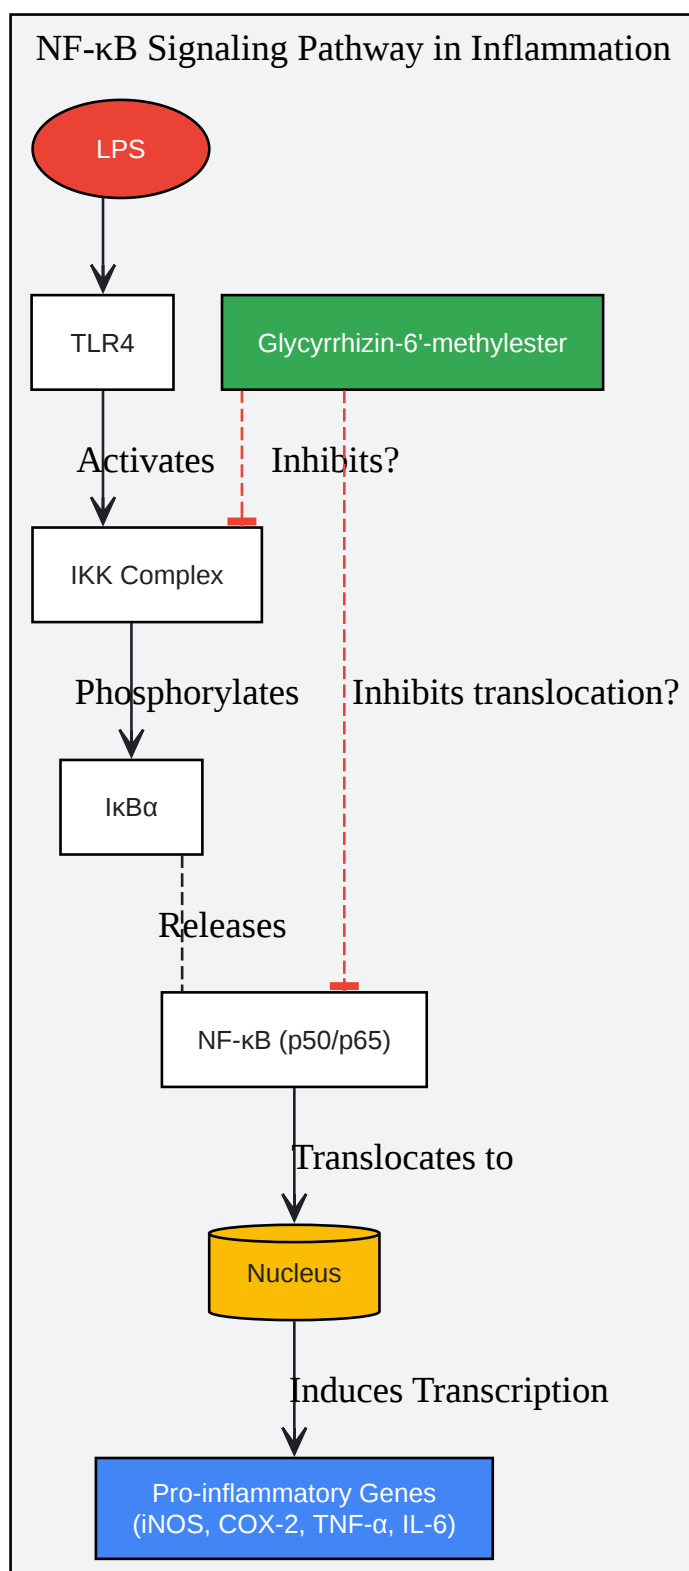 NF-κB Signaling Pathway in Inflammation
LPS
TLR4
Glycyrrhizin-6'-methylester
Activates
Inhibits?
IKK Complex
Phosphorylates
Inhibits translocation?
IκBα
Releases
NF-κB (p50/p65)
Translocates to
Nucleus
Induces Transcription
Pro-inflammatory Genes
(iNOS, COX-2, TNF-α, IL-6)